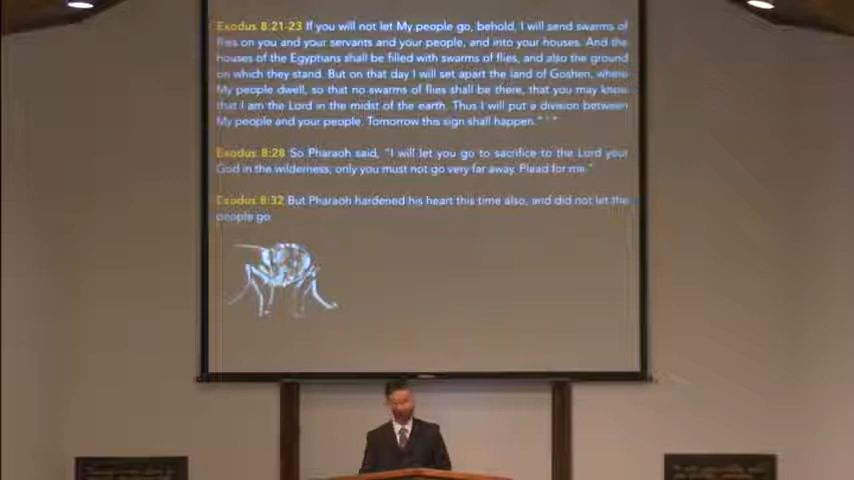 Exodus 8:21-23 If you will not let My people go, behold, I will send swarms of
flies on you and your servants and your people, and into your houses. And the
houses of the Egyptians shall be filled with swarms of flies, and also the ground
on which they stand. But on that day I will set apart the land of Goshen, where
My people dwell, so that no swarms of flies shall be there, that you may know
that I am the Lord in the midst of the earth. Thus I will put a division between
My people and your people. Tomorrow this sign shall happen." ' "
Exodus 8:28 So Pharaoh said, "I will let you go to sacrifice to the Lord your
God in the wilderness; only you must not go very far away. Plead for me."
Exodus 8:32 But Pharaoh hardened his heart this time also, and did not let the
people go.